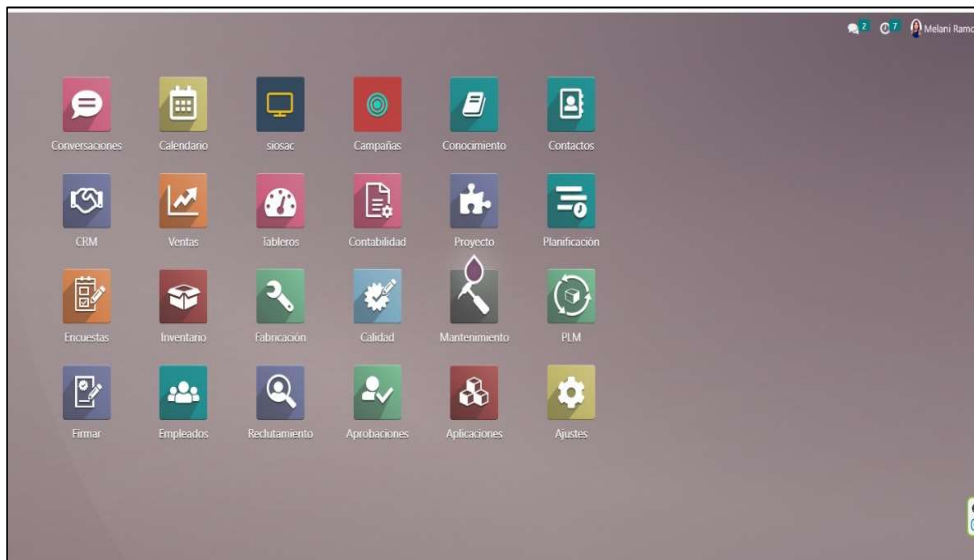 2 7 Melani Ramo
Conversaciones Calendario siosac Campañas Conocimiento Contactos
CRM Ventas Tableros Contabilidad Proyecto Planificación
Encuestas Inventario Fabricación Calidad Mantenimiento PLM
Firmar Empleados Reclutamiento Aprobaciones Aplicaciones Ajustes